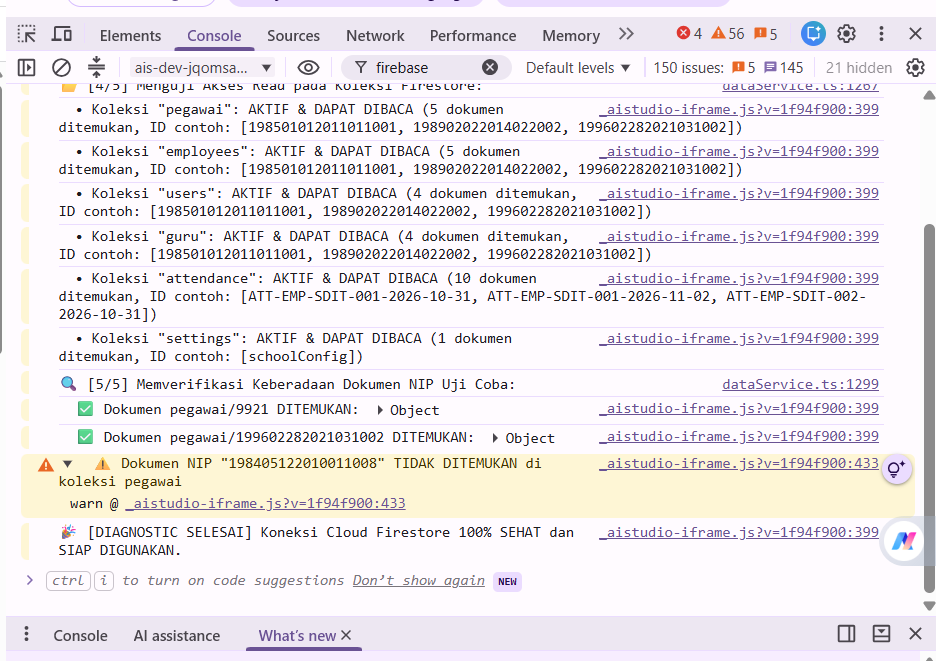 Elements Console Sources Network Performance Memory 4 56 5
ais-dev-jqomsa... firebase Default levels 150 issues: 5 145 21 hidden
[4/5] Menguji Akses Read pada Koleksi Firestore: dataService.ts:1267
• Koleksi "pegawai": AKTIF & DAPAT DIBACA (5 dokumen _aistudio-iframe.js?v=1f94f900:399
ditemukan, ID contoh: [198501012011011001, 198902022014022002, 199602282021031002])
• Koleksi "employees": AKTIF & DAPAT DIBACA (5 dokumen _aistudio-iframe.js?v=1f94f900:399
ditemukan, ID contoh: [198501012011011001, 198902022014022002, 199602282021031002])
• Koleksi "users": AKTIF & DAPAT DIBACA (4 dokumen ditemukan, _aistudio-iframe.js?v=1f94f900:399
ID contoh: [198501012011011001, 198902022014022002, 199602282021031002])
• Koleksi "guru": AKTIF & DAPAT DIBACA (4 dokumen ditemukan, _aistudio-iframe.js?v=1f94f900:399
ID contoh: [198501012011011001, 198902022014022002, 199602282021031002])
• Koleksi "attendance": AKTIF & DAPAT DIBACA (10 dokumen _aistudio-iframe.js?v=1f94f900:399
ditemukan, ID contoh: [ATT-EMP-SDIT-001-2026-10-31, ATT-EMP-SDIT-001-2026-11-02, ATT-EMP-SDIT-002-
2026-10-31])
• Koleksi "settings": AKTIF & DAPAT DIBACA (1 dokumen _aistudio-iframe.js?v=1f94f900:399
ditemukan, ID contoh: [schoolConfig])
[5/5] Memverifikasi Keberadaan Dokumen NIP Uji Coba: dataService.ts:1299
Dokumen pegawai/9921 DITEMUKAN: Object _aistudio-iframe.js?v=1f94f900:399
Dokumen pegawai/199602282021031002 DITEMUKAN: Object _aistudio-iframe.js?v=1f94f900:399
Dokumen NIP "198405122010011008" TIDAK DITEMUKAN di _aistudio-iframe.js?v=1f94f900:433
koleksi pegawai
warn @ _aistudio-iframe.js?v=1f94f900:433
[DIAGNOSTIC SELESAI] Koneksi Cloud Firestore 100% SEHAT dan _aistudio-iframe.js?v=1f94f900:399
SIAP DIGUNAKAN.
ctrl i to turn on code suggestions Don't show again NEW
Console AI assistance What's new